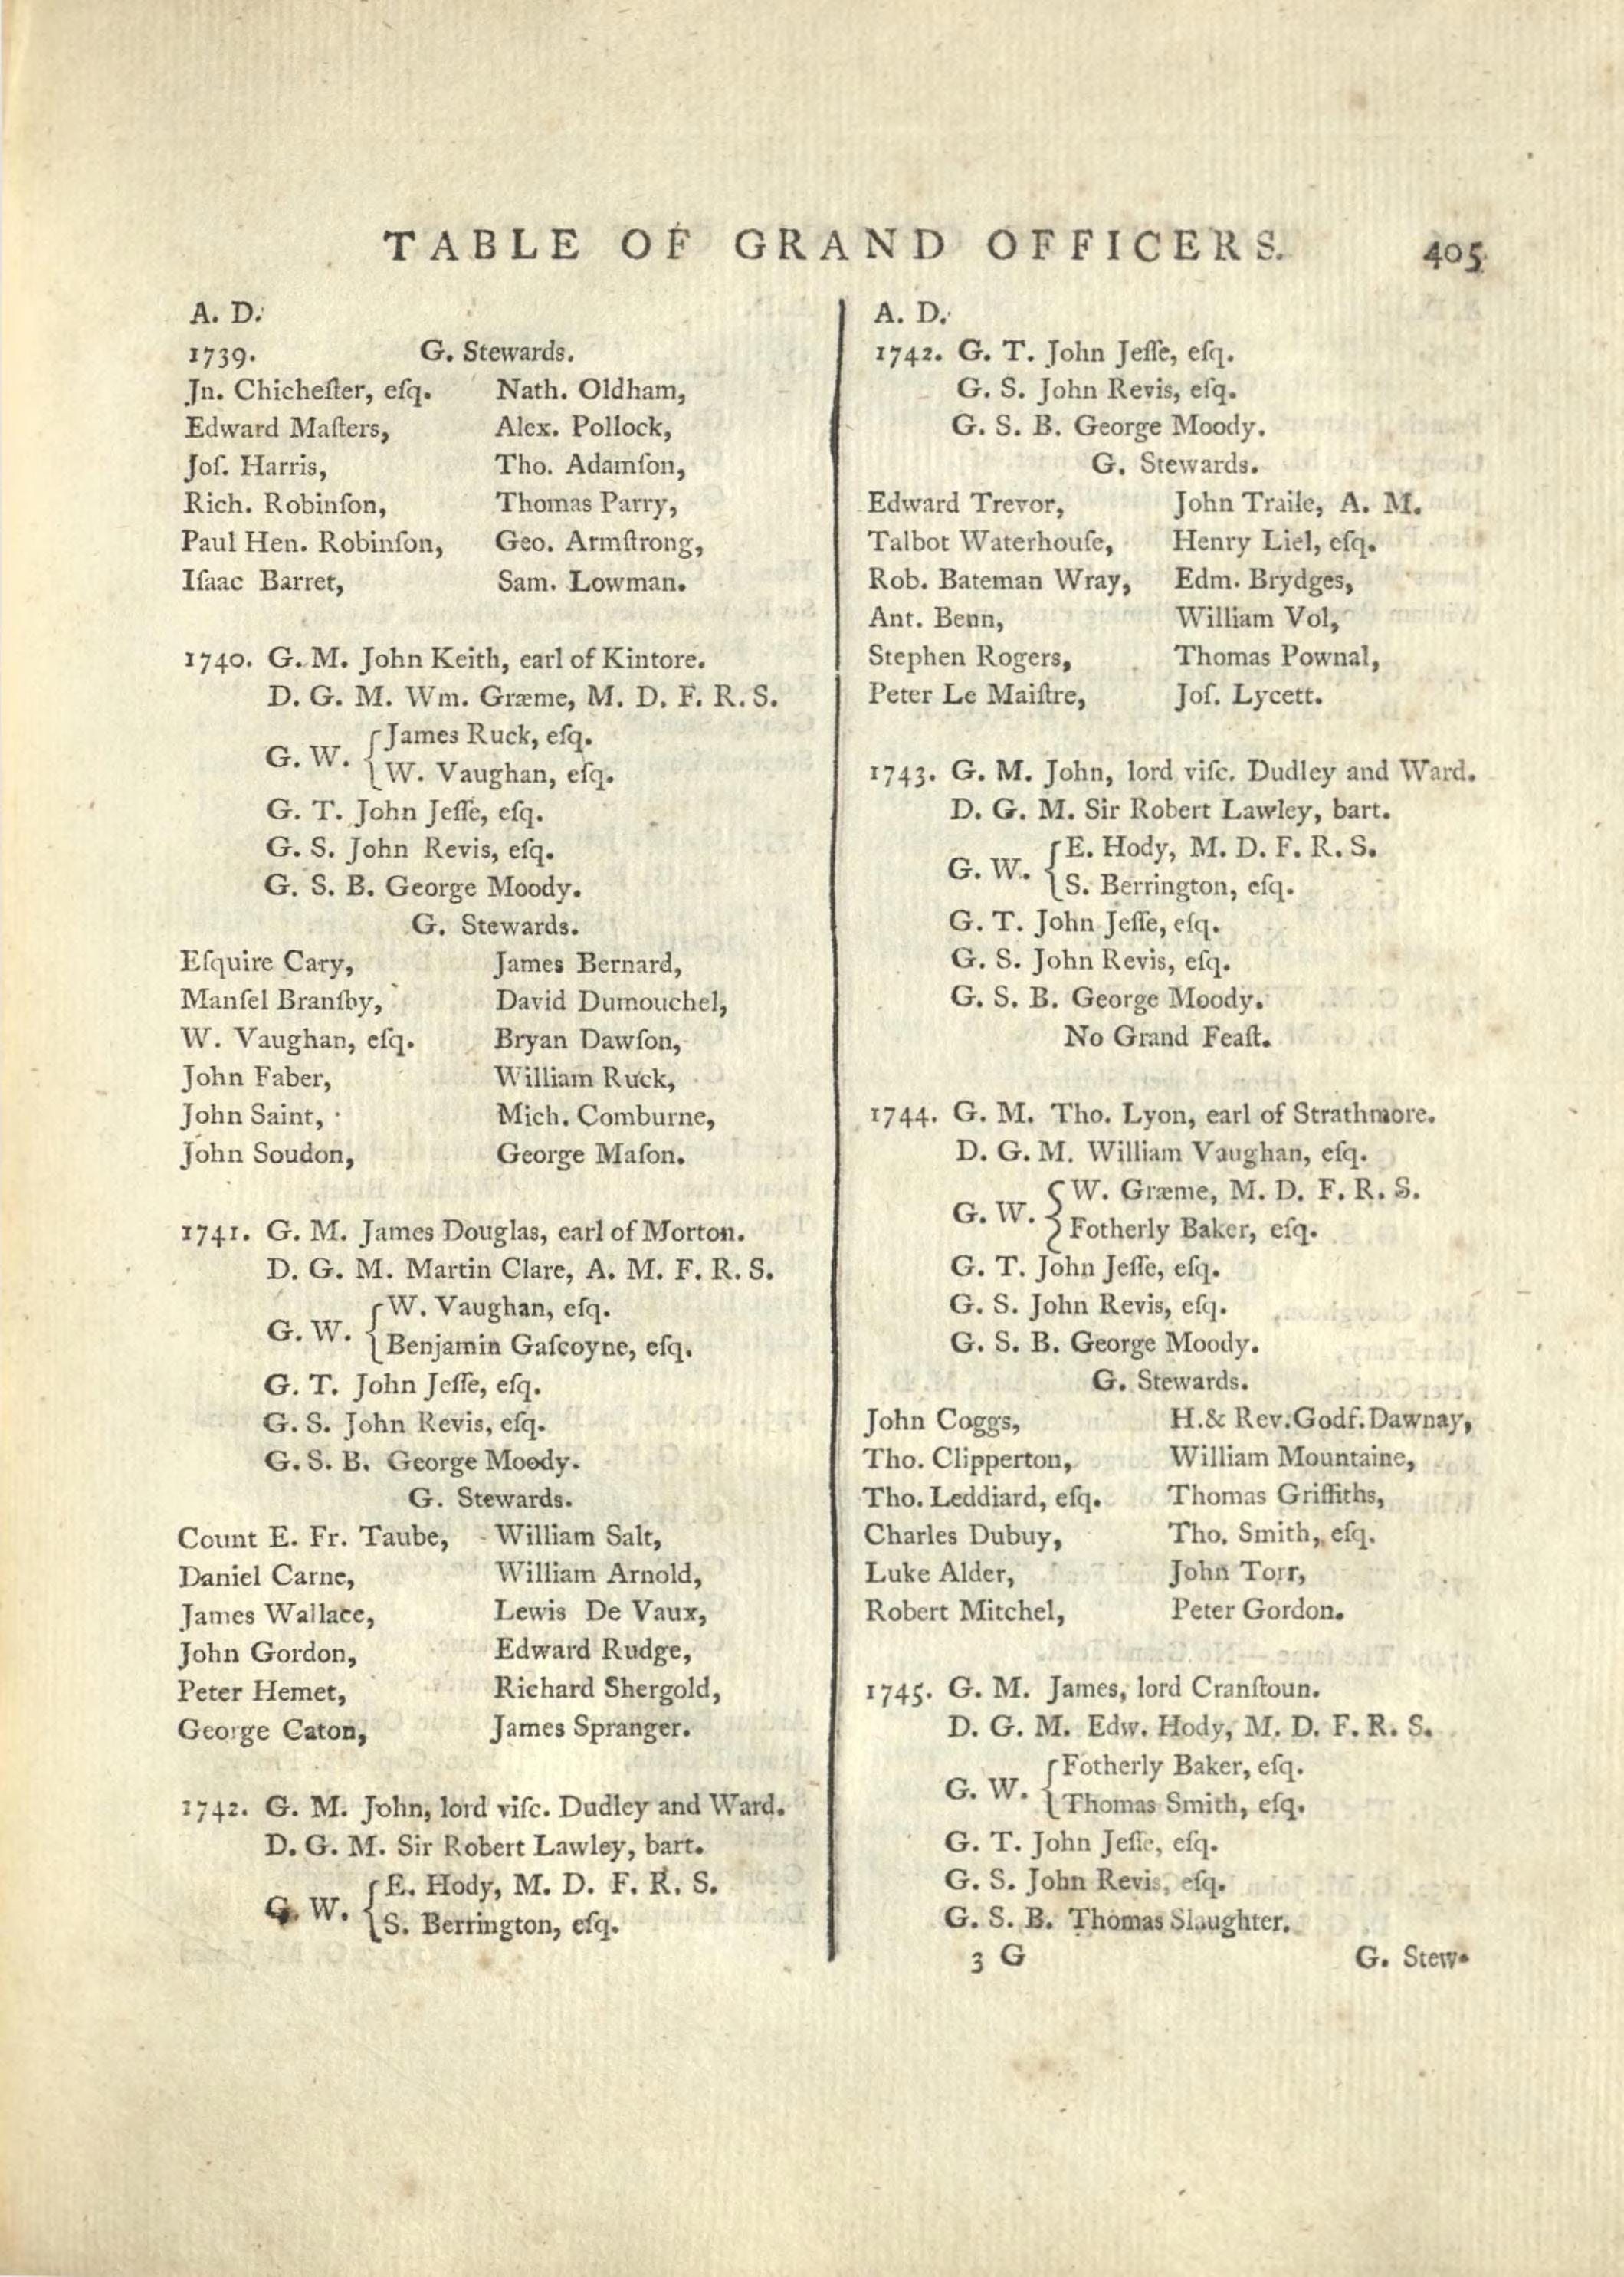 TABLE OF GRAND OFFICERS. 405
A. D.
1739. G. Stewards.
Jn. Chicheſter, eſq. Nath. Oldham,
Edward Maſters, Alex. Pollock,
Joſ. Harris, Tho. Adamſon,
Rich. Robinſon, Thomas Parry,
Paul Hen. Robinſon, Geo. Armſtrong,
Iſaac Barret, Sam. Lowman.
1740. G. M. John Keith, earl of Kintore.
D. G. M. Wm. Græme, M. D. F. R. S.
G. W. { James Ruck, eſq.
W. Vaughan, eſq.
G. T. John Jeſſe, eſq.
G. S. John Revis, eſq.
G. S. B. George Moody.
G. Stewards.
Eſquire Cary, James Bernard,
Manſel Branſby, David Dumouchel,
W. Vaughan, eſq. Bryan Dawſon,
John Faber, William Ruck,
John Saint, Mich. Comburne,
John Soudon, George Maſon.
1741. G. M. James Douglas, earl of Morton.
D. G. M. Martin Clare, A. M. F. R. S.
G. W. { W. Vaughan, eſq.
Benjamin Gaſcoyne, eſq.
G. T. John Jeſſe, eſq.
G. S. John Revis, eſq.
G. S. B. George Moody.
G. Stewards.
Count E. Fr. Taube, William Salt,
Daniel Carne, William Arnold,
James Wallace, Lewis De Vaux,
John Gordon, Edward Rudge,
Peter Hemet, Richard Shergold,
George Caton, James Spranger.
1742. G. M. John, lord viſc. Dudley and Ward.
D. G. M. Sir Robert Lawley, bart.
G. W. { E. Hody, M. D. F. R. S.
S. Berrington, eſq.
A. D.
1742. G. T. John Jeſſe, eſq.
G. S. John Revis, eſq.
G. S. B. George Moody.
G. Stewards.
Edward Trevor, John Traile, A. M.
Talbot Waterhouſe, Henry Liel, eſq.
Rob. Bateman Wray, Edm. Brydges,
Ant. Benn, William Vol,
Stephen Rogers, Thomas Pownal,
Peter Le Maiſtre, Joſ. Lycett.
1743. G. M. John, lord viſc. Dudley and Ward.
D. G. M. Sir Robert Lawley, bart.
G. W. { E. Hody, M. D. F. R. S.
S. Berrington, eſq.
G. T. John Jeſſe, eſq.
G. S. John Revis, eſq.
G. S. B. George Moody.
No Grand Feaſt.
1744. G. M. Tho. Lyon, earl of Strathmore.
D. G. M. William Vaughan, eſq.
G. W. { W. Græme, M. D. F. R. S.
Fotherly Baker, eſq.
G. T. John Jeſſe, eſq.
G. S. John Revis, eſq.
G. S. B. George Moody.
G. Stewards.
John Coggs, H. & Rev. Godf. Dawnay,
Tho. Clipperton, William Mountaine,
Tho. Leddiard, eſq. Thomas Griffiths,
Charles Dubuy, Tho. Smith, eſq.
Luke Alder, John Torr,
Robert Mitchel, Peter Gordon.
1745. G. M. James, lord Cranſtoun.
D. G. M. Edw. Hody, M. D. F. R. S.
G. W. { Fotherly Baker, eſq.
Thomas Smith, eſq.
G. T. John Jeſſe, eſq.
G. S. John Revis, eſq.
G. S. B. Thomas Slaughter.
3 G G. Stew-